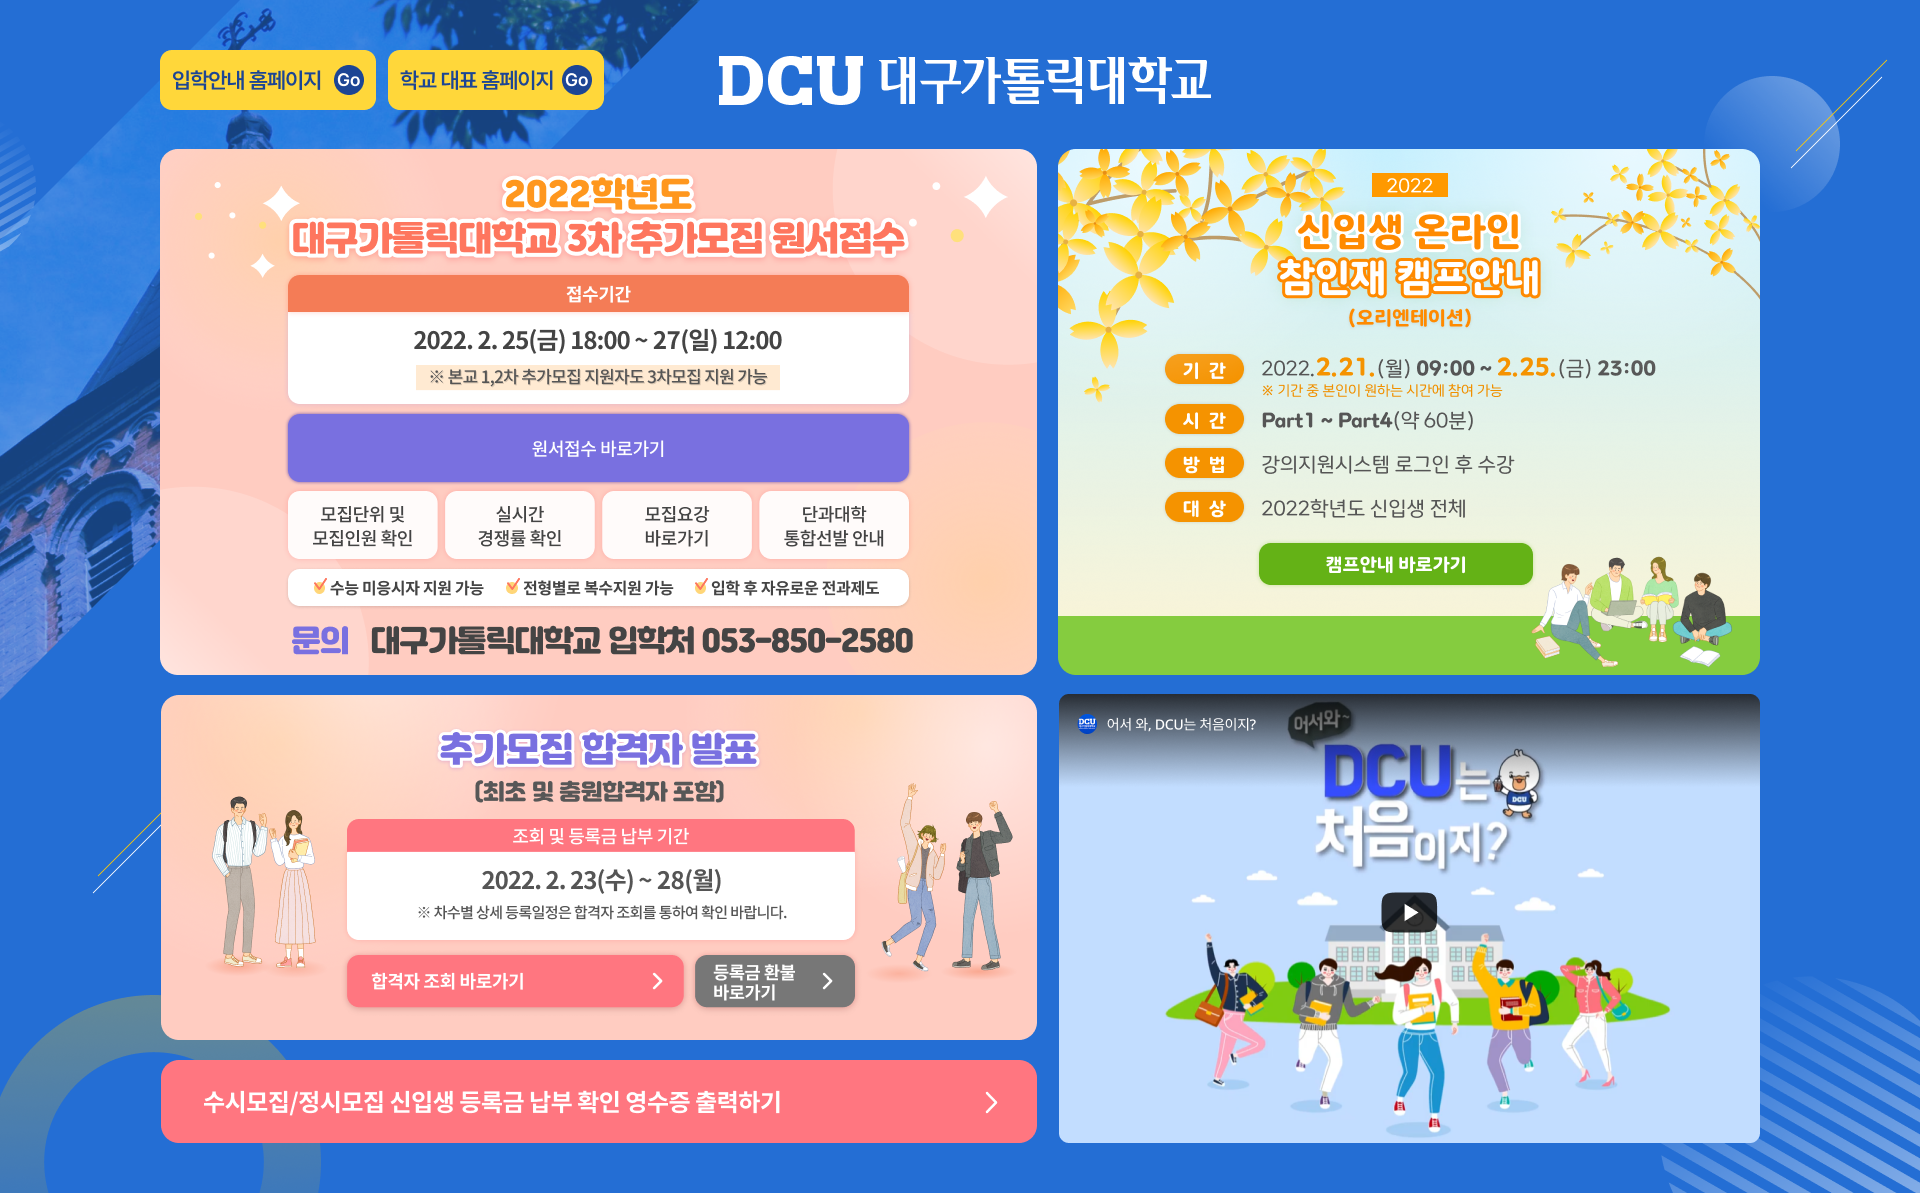 입학안내 홈페이지 Go
학교 대표 홈페이지 Go
DCU 대구가톨릭대학교
2022학년도
대구가톨릭대학교 3차 추가모집 원서접수
접수기간
2022. 2. 25(금) 18:00 ~ 27(일) 12:00
※ 본교 1,2차 추가모집 지원자도 3차모집 지원 가능
원서접수 바로가기
모집단위 및
모집인원 확인
실시간
경쟁률 확인
모집요강
바로가기
단과대학
통합선발 안내
수능 미응시자 지원 가능
전형별로 복수지원 가능
입학 후 자유로운 전과제도
문의 대구가톨릭대학교 입학처 053-850-2580
2022
신입생 온라인
참인재 캠프안내
(오리엔테이션)
기 간 2022.2.21.(월) 09:00 ~ 2.25.(금) 23:00
※ 기간 중 본인이 원하는 시간에 참여 가능
시 간 Part1 ~ Part4(약 60분)
방 법 강의지원시스템 로그인 후 수강
대 상 2022학년도 신입생 전체
캠프안내 바로가기
추가모집 합격자 발표
(최초 및 충원합격자 포함)
조회 및 등록금 납부 기간
2022. 2. 23(수) ~ 28(월)
※ 차수별 상세 등록일정은 합격자 조회를 통하여 확인 바랍니다.
합격자 조회 바로가기
등록금 환불
바로가기
수시모집/정시모집 신입생 등록금 납부 확인 영수증 출력하기
DCU
어서 와, DCU는 처음이지?
어서와~
DCU는
처음이지?
DCU